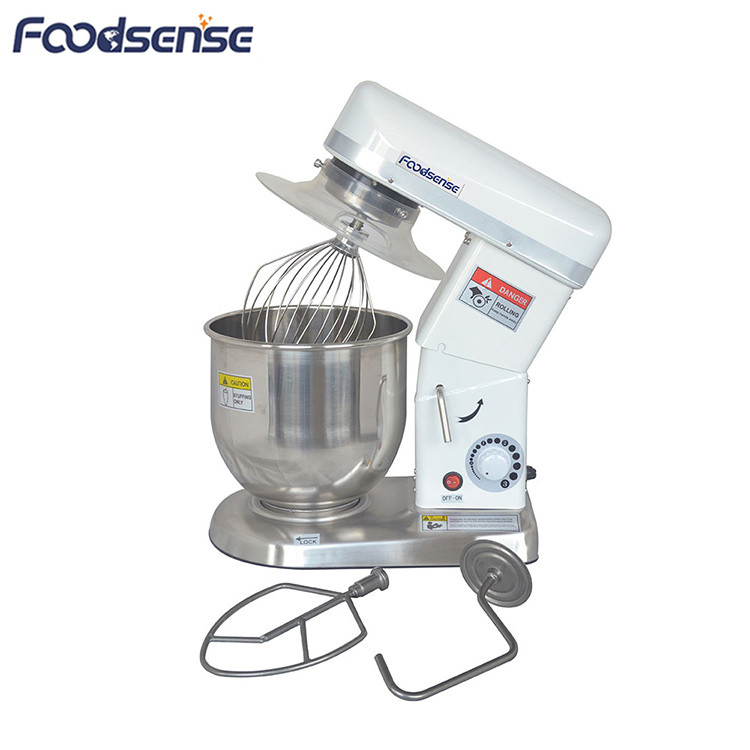 Foodsense
Foodsense
DANGER
ROLLING
CAUTION
STUFFING
ONLY
OFF-ON
LOCK